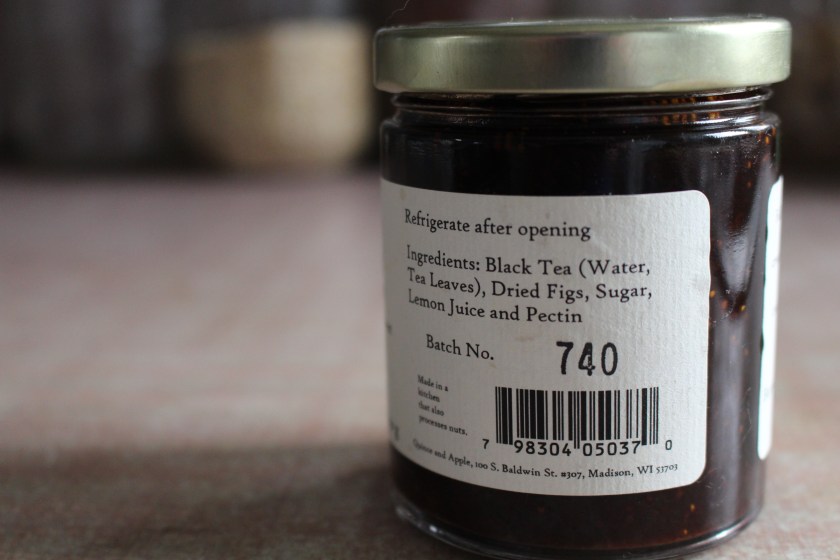 Refrigerate after opening
Ingredients: Black Tea (Water,
Tea Leaves), Dried Figs, Sugar,
Lemon Juice and Pectin
Batch No. 740
Made in a
kitchen
that also
processes nuts.
7 98304 05037 0
Quince and Apple, 100 S. Baldwin St. #307, Madison, WI 53703